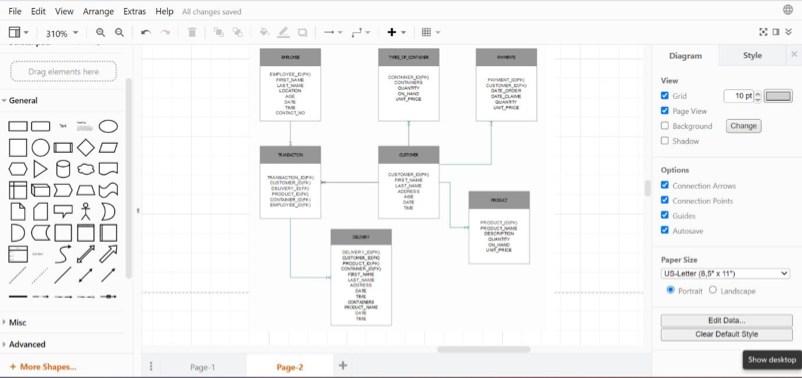 File Edit View Arrange Extras Help All changes saved
310%
Drag elements here
General
Text
Misc
Advanced
+ More Shapes...
EMPLOYEE
EMPLOYEE_ID(PK)
FIRST_NAME
LAST_NAME
LOCATION
AGE
DATE
TIME
CONTACT_NO
TYPES_OF_CONTAINER
CONTAINER_ID(PK)
CONTAINERS
QUANTITY
ON_HAND
UNIT_PRICE
PAYMENTS
PAYMENT_ID(PK)
CUSTOMER_ID(FK)
DATE_ORDER
DATE_CLAIME
QUANTITY
UNIT_PRICE
TRANSACTION
TRANSACTION_ID(PK)
CUSTOMER_ID(FK)
DELIVERY_ID(FK)
PRODUCT_ID(FK)
CONTAINER_ID(FK)
EMPLOYEE_ID(FK)
CUSTOMER
CUSTOMER_ID(PK)
FIRST_NAME
LAST_NAME
ADDRESS
AGE
DATE
TIME
PRODUCT
PRODUCT_ID(PK)
PRODUCT_NAME
DESCRIPTION
QUANTITY
ON_HAND
UNIT_PRICE
DELIVERY
DELIVERY_ID(PK)
CUSTOMER_ID(FK)
PRODUCT_ID(FK)
CONTAINER_ID(FK)
FIRST_NAME
LAST_NAME
ADDRESS
DATE
TIME
CONTAINERS
PRODUCT_NAME
DATE
TIME
Page-1 Page-2
Diagram Style
View
Grid 10 pt
Page View
Background Change
Shadow
Options
Connection Arrows
Connection Points
Guides
Autosave
Paper Size
US-Letter (8,5" x 11")
Portrait Landscape
Edit Data...
Clear Default Style
Show desktop